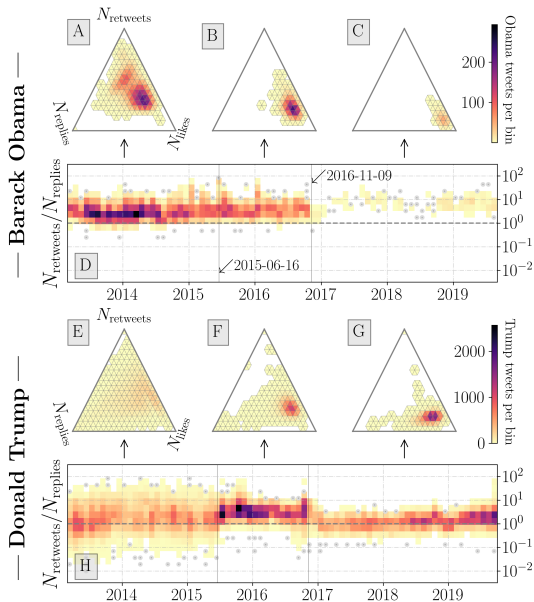 N_retweets
A
B
C
N_replies
N_likes
200
100
Obama tweets per bin
— Barack Obama —
N_retweets/N_replies
2016-11-09
2015-06-16
D
10^2
10^1
10^0
10^-1
10^-2
2014 2015 2016 2017 2018 2019
N_retweets
E
F
G
N_replies
N_likes
2000
1000
0
Trump tweets per bin
— Donald Trump —
N_retweets/N_replies
H
10^2
10^1
10^0
10^-1
10^-2
2014 2015 2016 2017 2018 2019